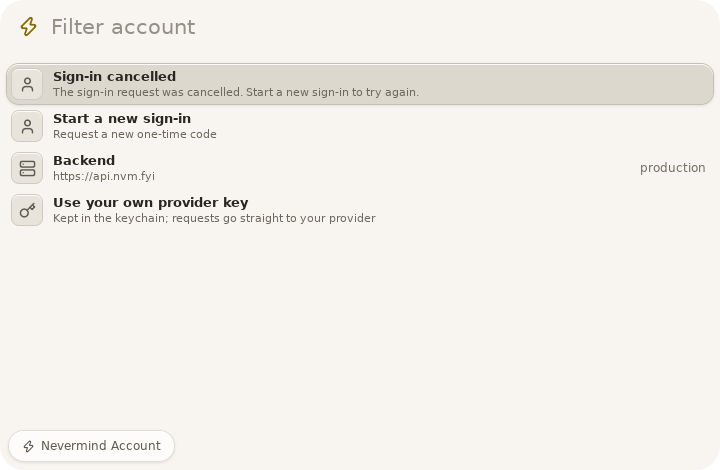 Filter account
Sign-in cancelled
The sign-in request was cancelled. Start a new sign-in to try again.
Start a new sign-in
Request a new one-time code
Backend
https://api.nvm.fyi
production
Use your own provider key
Kept in the keychain; requests go straight to your provider
Nevermind Account